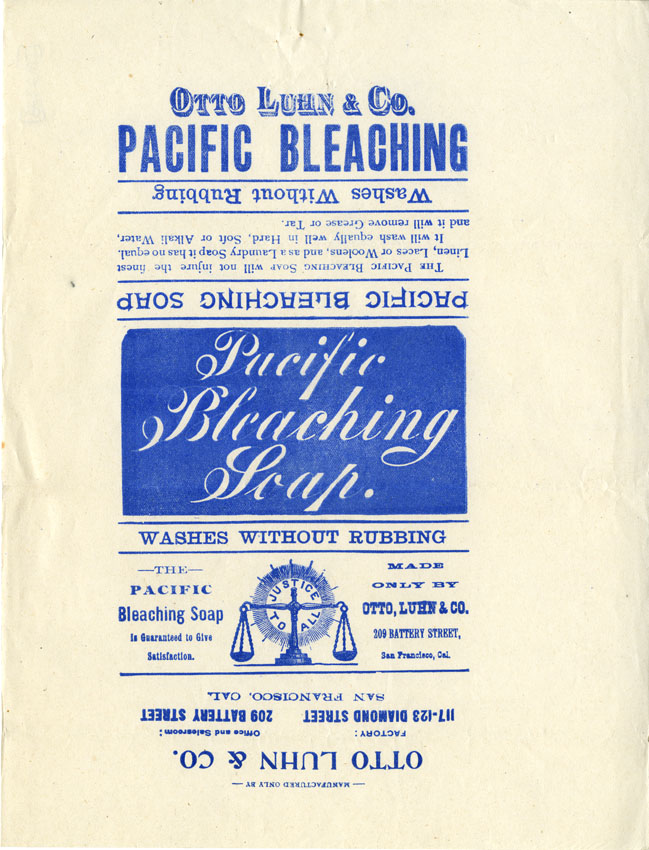 OTTO LUHN & CO.
PACIFIC BLEACHING
Washes Without Rubbing
PACIFIC BLEACHING SOAP
THE PACIFIC BLEACHING SOAP will not injure the finest
Linen, Laces or Woolens, and as a Laundry Soap it has no equal.
It will wash equally well in Hard, Soft or Alkali Water,
and it will remove Grease or Tar.
Pacific
Bleaching
Soap.
WASHES WITHOUT RUBBING
—THE—
PACIFIC
Bleaching Soap
is Guaranteed to Give
Satisfaction.
JUSTICE
TO ALL
MADE
ONLY BY
OTTO, LUHN & CO.
209 BATTERY STREET,
San Francisco, Cal.
— MANUFACTURED ONLY BY —
OTTO LUHN & CO.
FACTORY: Office and Salesroom:
117-123 DIAMOND STREET 209 BATTERY STREET
SAN FRANCISCO, CAL.